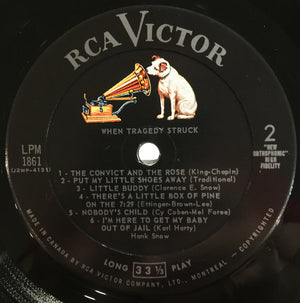 RCA VICTOR
WHEN TRAGEDY STRUCK
LPM
1861
(J2WP-4131)
2
"NEW
ORTHOPHONIC"
HIGH
FIDELITY
1 - THE CONVICT AND THE ROSE (King-Chapin)
2 - PUT MY LITTLE SHOES AWAY (Traditional)
3 - LITTLE BUDDY (Clarence E. Snow)
4 - THERE'S A LITTLE BOX OF PINE
ON THE 7:29 (Ettinger-Brown-Lee)
5 - NOBODY'S CHILD (Cy Coben-Mel Foree)
6 - I'M HERE TO GET MY BABY
OUT OF JAIL (Karl-Harty)
Hank Snow
LONG 33⅓ PLAY
MADE IN CANADA BY RCA VICTOR COMPANY, LTD., MONTREAL - COPYRIGHTED